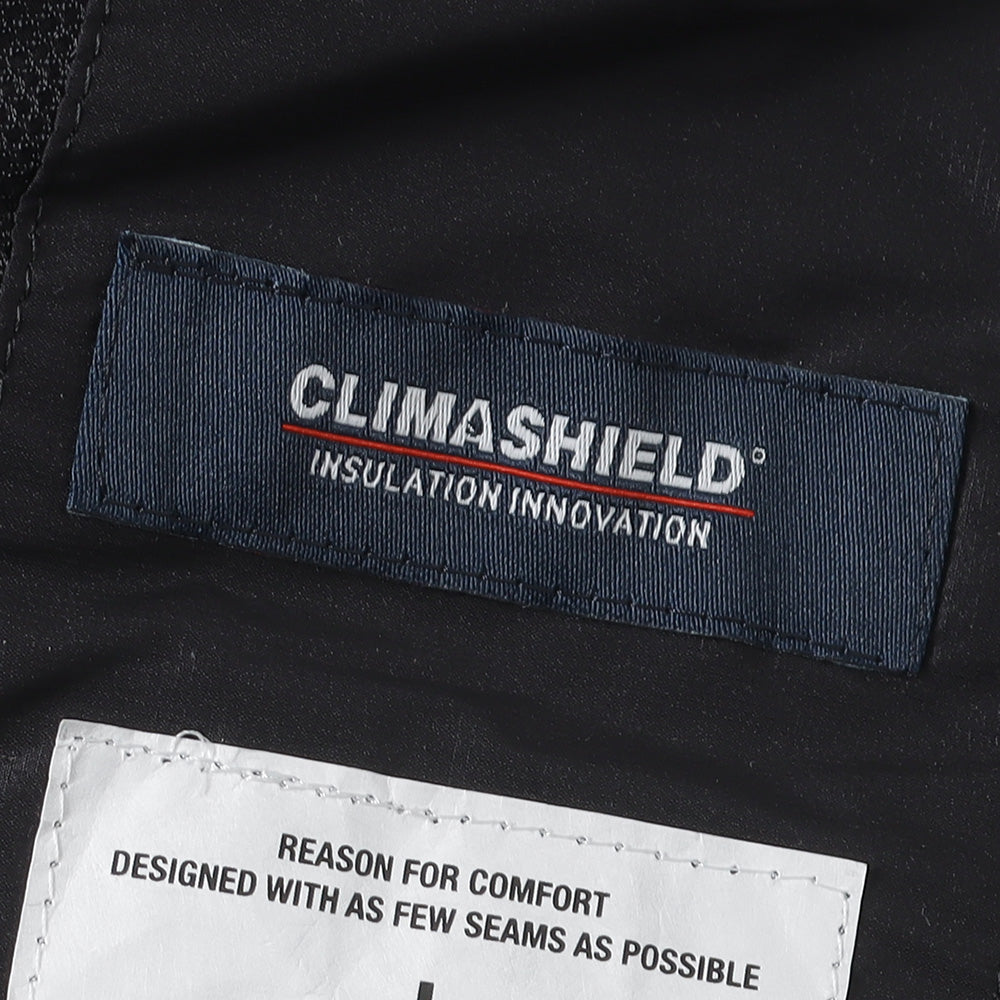 CLIMASHIELD°
INSULATION INNOVATION
REASON FOR COMFORT
DESIGNED WITH AS FEW SEAMS AS POSSIBLE